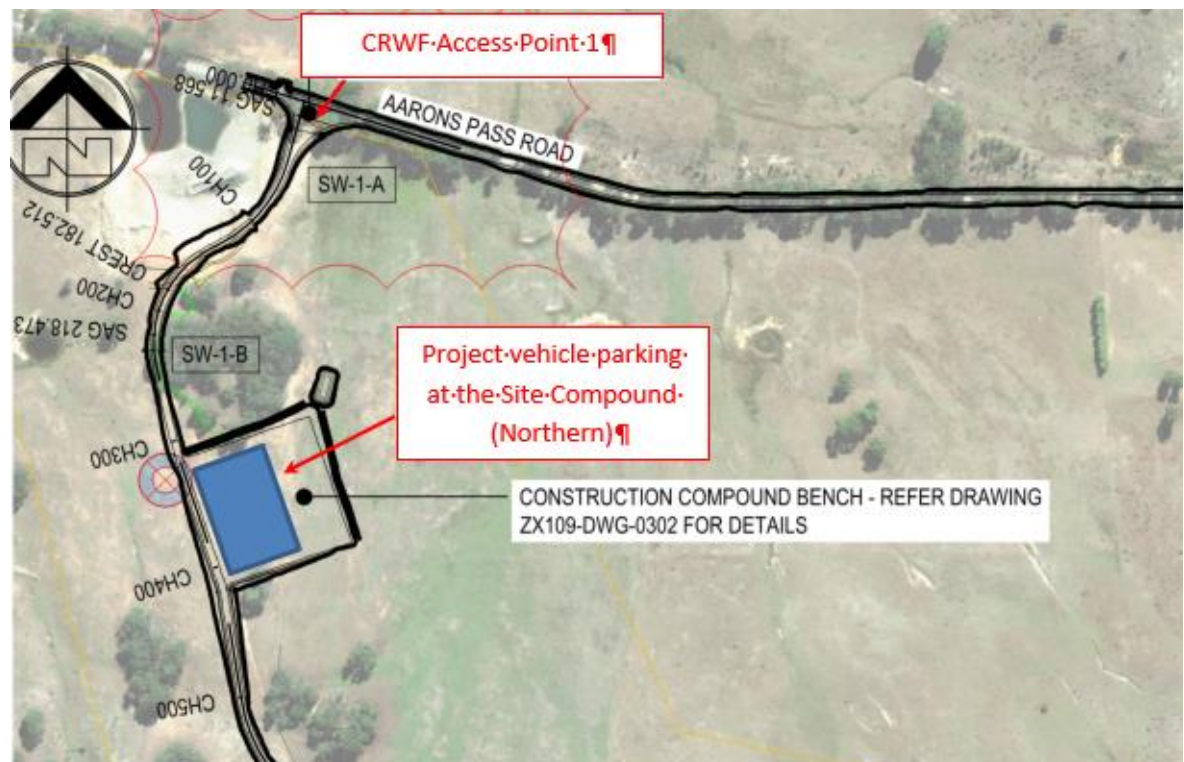 CRWF·Access·Point·1¶
SAG 11.568
AARONS PASS ROAD
CH100
SW-1-A
CREST 182.512
CH200
SAG 218.473
SW-1-B
Project·vehicle·parking·
at·the·Site·Compound·
(Northern)¶
CH300
CONSTRUCTION COMPOUND BENCH - REFER DRAWING
ZX109-DWG-0302 FOR DETAILS
CH400
CH500
N